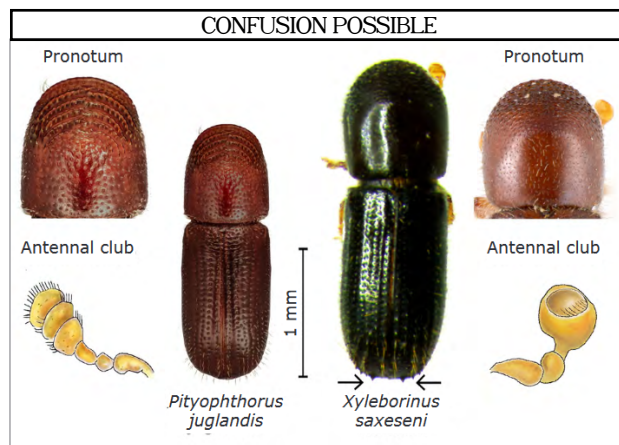 CONFUSION POSSIBLE
Pronotum
Pronotum
Antennal club
Antennal club
1 mm
Pityophthorus
juglandis
Xyleborinus
saxeseni